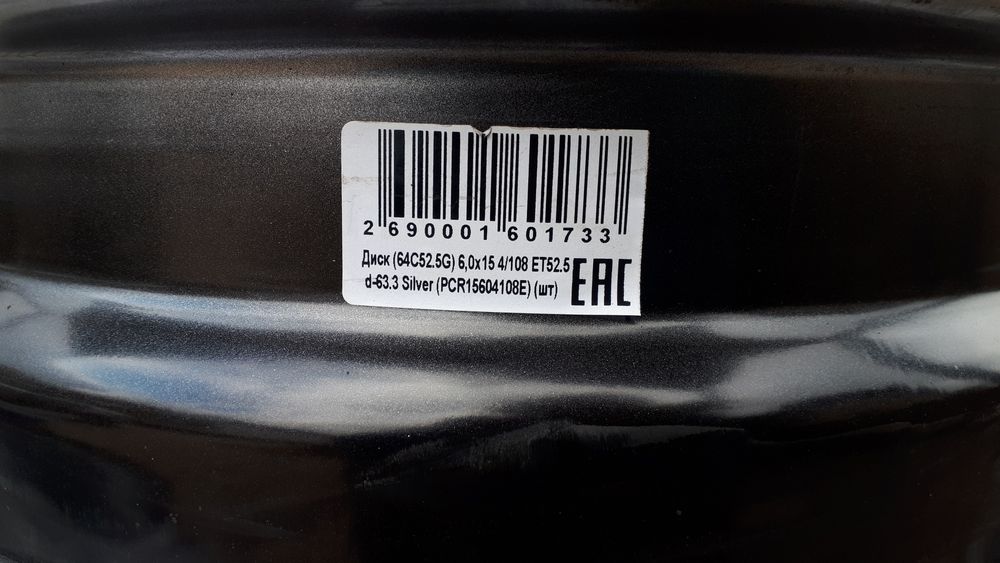 2 690001 601733
Диск (64C52.5G) 6,0x15 4/108 ET52.5
d-63.3 Silver (PCR15604108E) (шт)
EAC